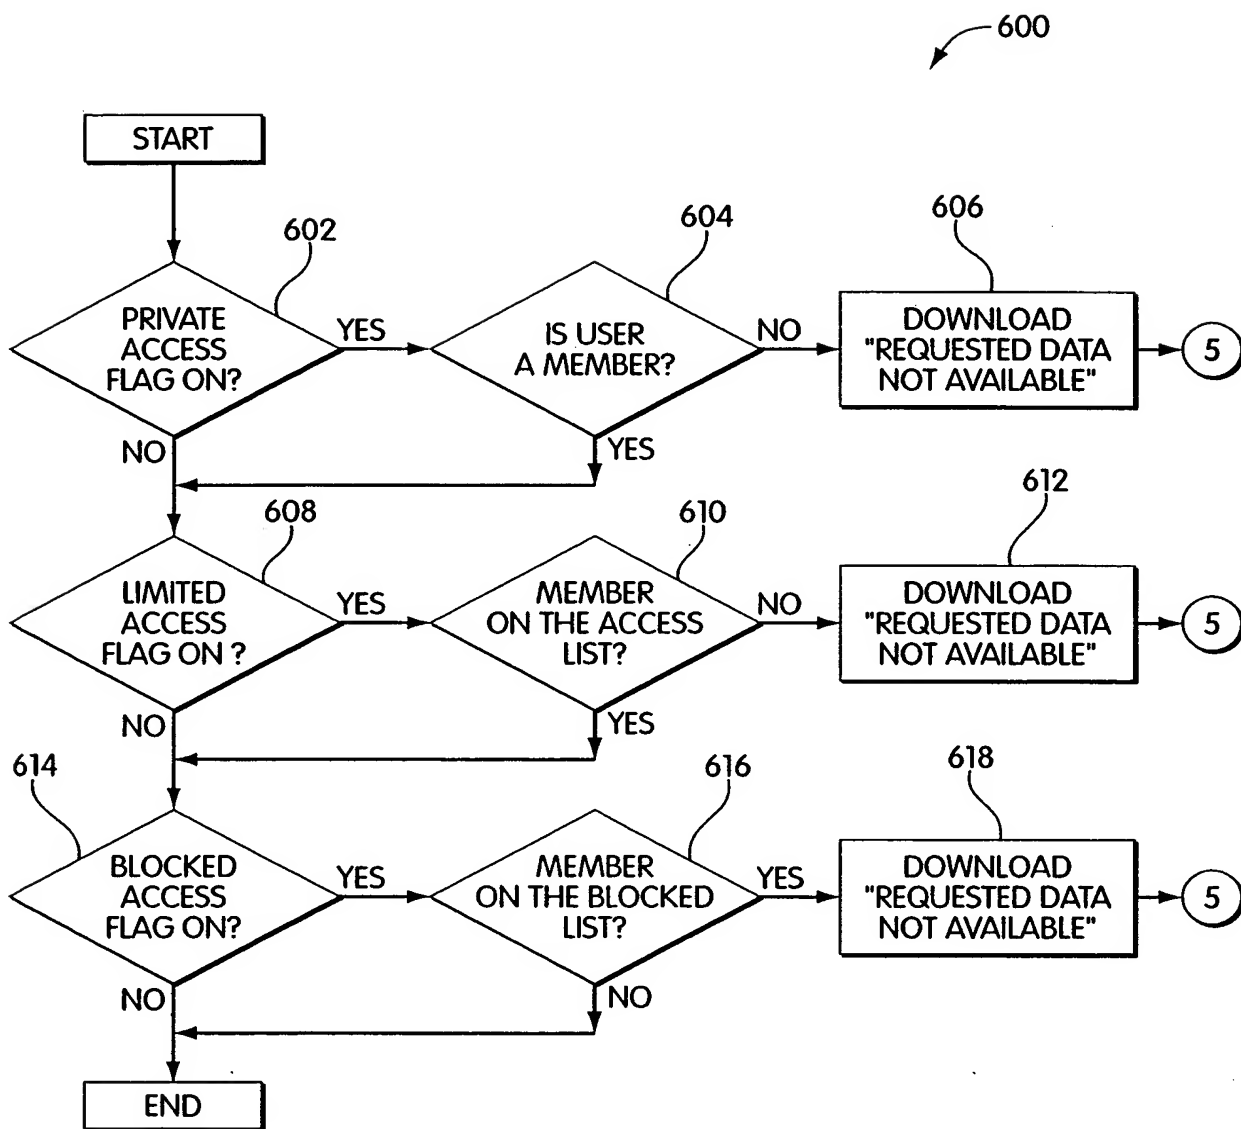 600
START
602
604
606
PRIVATE
ACCESS
FLAG ON?
YES
IS USER
A MEMBER?
NO
DOWNLOAD
"REQUESTED DATA
NOT AVAILABLE"
5
NO
YES
608
610
612
LIMITED
ACCESS
FLAG ON ?
YES
MEMBER
ON THE ACCESS
LIST?
NO
DOWNLOAD
"REQUESTED DATA
NOT AVAILABLE"
5
NO
YES
614
616
618
BLOCKED
ACCESS
FLAG ON?
YES
MEMBER
ON THE BLOCKED
LIST?
YES
DOWNLOAD
"REQUESTED DATA
NOT AVAILABLE"
5
NO
NO
END